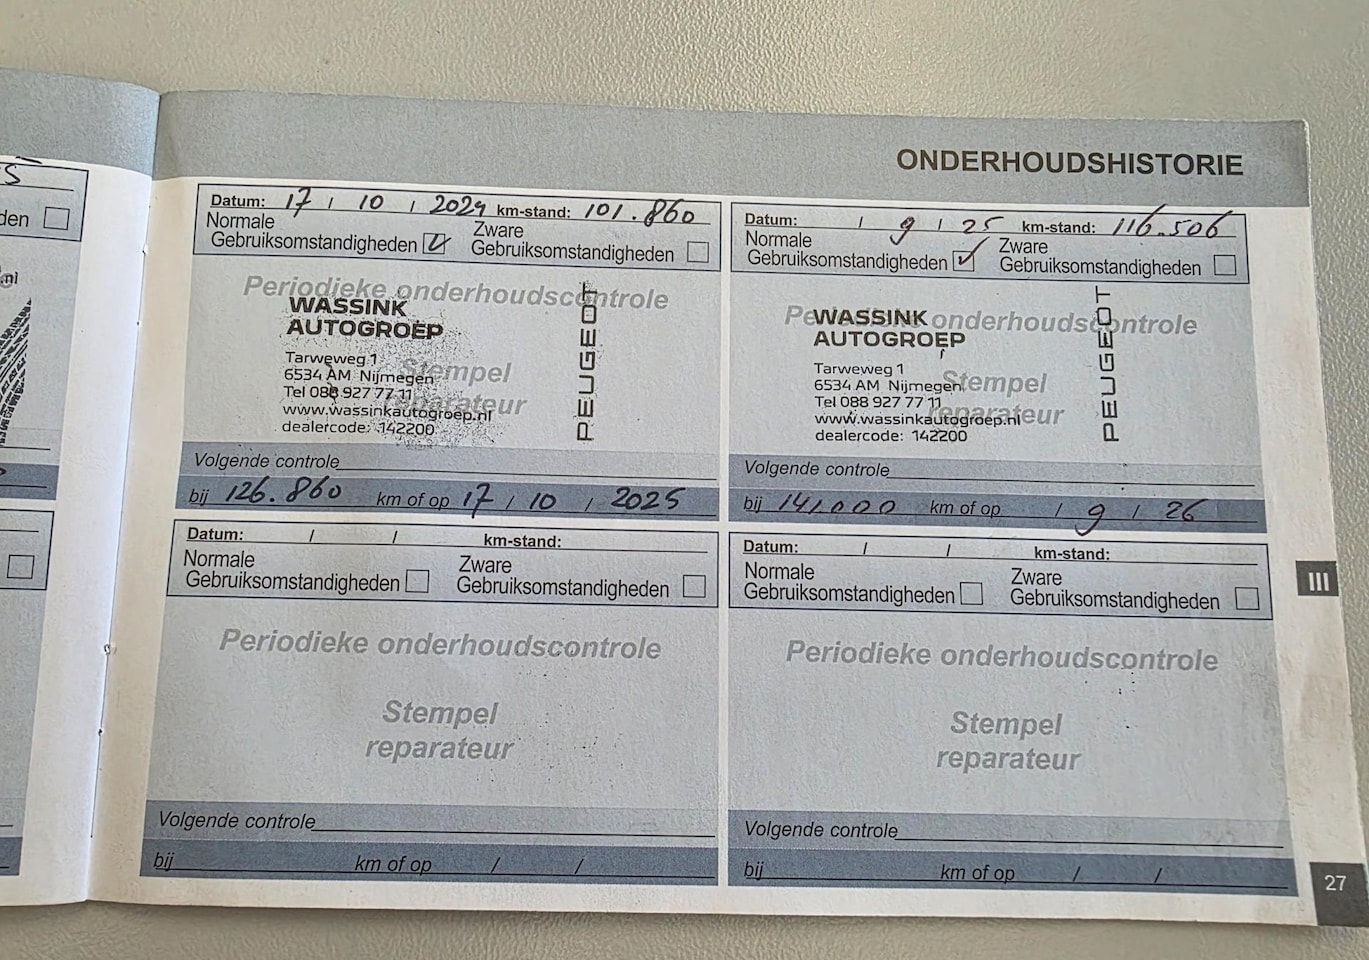 ONDERHOUDSHISTORIE
S
den
.nl
Datum: 17 / 10 / 2024 km-stand: 101.860
Normale Zware
Gebruiksomstandigheden Gebruiksomstandigheden
Periodieke onderhoudscontrole
WASSINK
AUTOGROEP
PEUGEOT
Tarweweg 1
6534 AM Nijmegen
Tel 088 927 77 11
www.wassinkautogroep.nl
dealercode: 142200
Stempel
reparateur
Volgende controle
bij 126.860 km of op 17 / 10 / 2025
Datum: / 9 / 25 km-stand: 116.506
Normale Zware
Gebruiksomstandigheden Gebruiksomstandigheden
Periodieke onderhoudscontrole
WASSINK
AUTOGROEP
PEUGEOT
Tarweweg 1
6534 AM Nijmegen
Tel 088 927 77 11
www.wassinkautogroep.nl
dealercode: 142200
Stempel
reparateur
Volgende controle
bij 141.000 km of op / 9 / 26
Datum: / / km-stand:
Normale Zware
Gebruiksomstandigheden Gebruiksomstandigheden
Periodieke onderhoudscontrole
Stempel
reparateur
Volgende controle
bij km of op / /
Datum: / / km-stand:
Normale Zware
Gebruiksomstandigheden Gebruiksomstandigheden
Periodieke onderhoudscontrole
Stempel
reparateur
Volgende controle
bij km of op / /
III
27